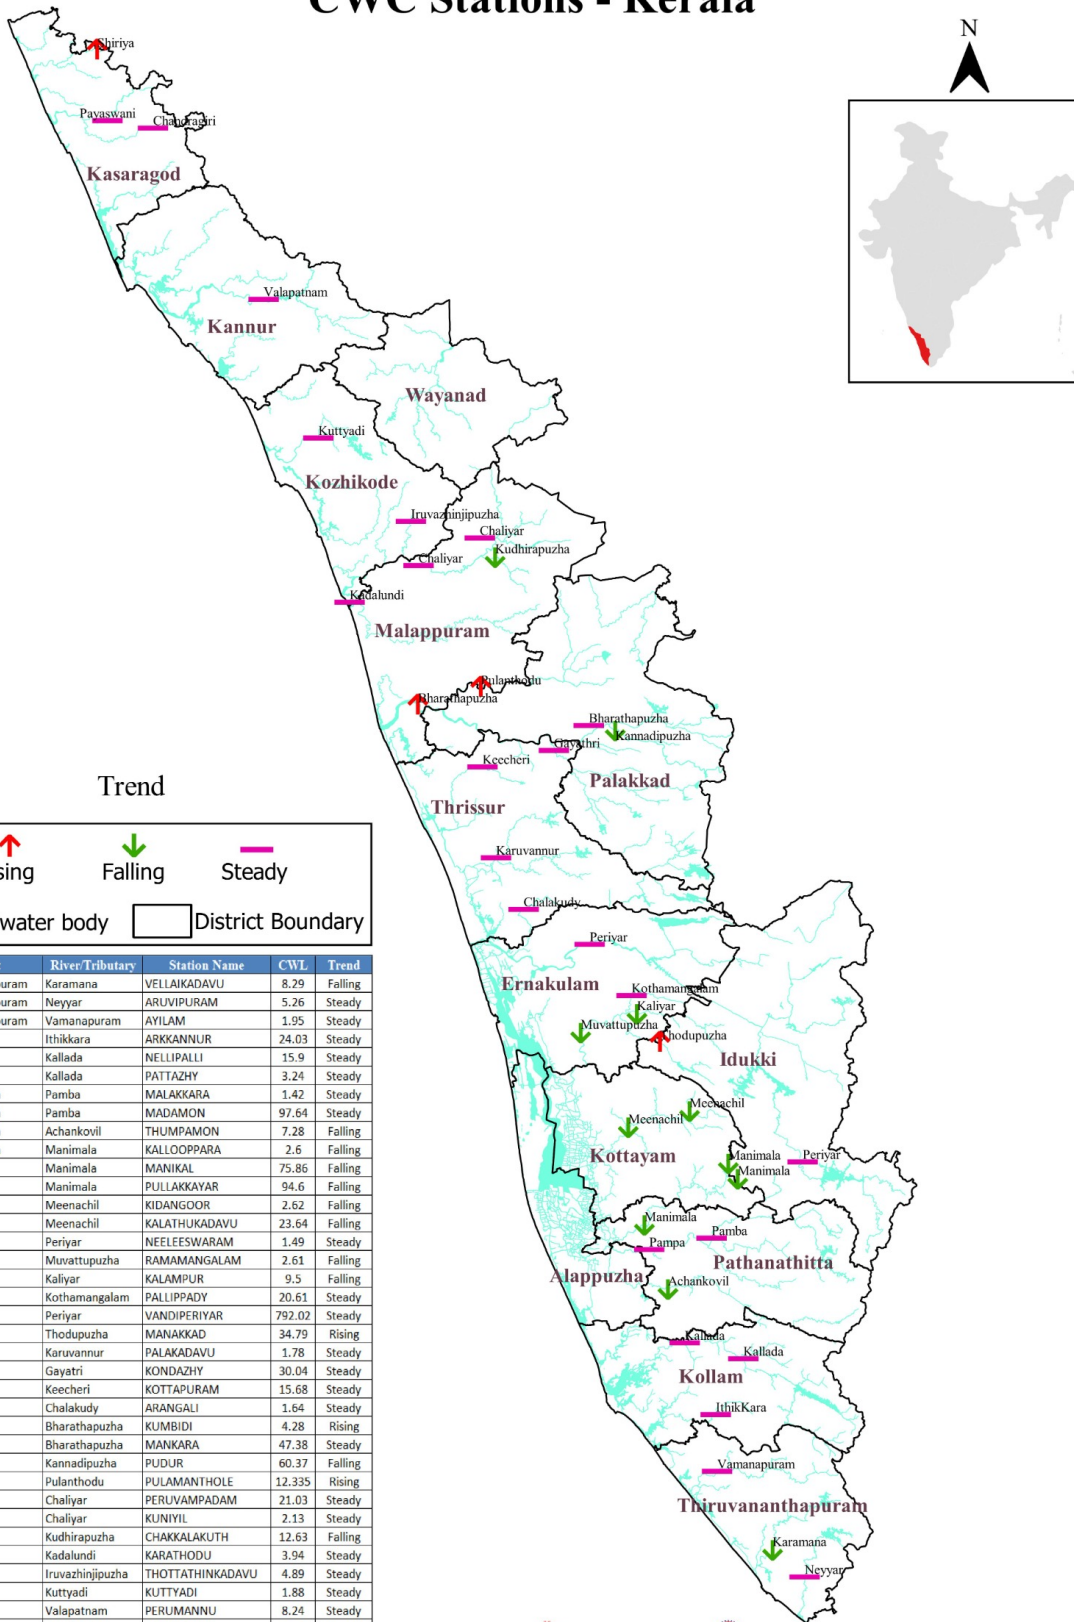 CWC Stations - Kerala
N
Shiriya
Payaswani
Chandragiri
Kasaragod
Valapatnam
Kannur
Wayanad
Kuttyadi
Kozhikode
Iruvazhinjipuzha
Chaliyar
Kudhirapuzha
Chaliyar
Kadalundi
Malappuram
Pulanthodu
Bharathapuzha
Bharathapuzha
Kannadipuzha
Gayathri
Keecheri
Palakkad
Thrissur
Karuvannur
Chalakudy
Periyar
Ernakulam
Kothamangalam
Kaliyar
Muvattupuzha
Thodupuzha
Idukki
Meenachil
Meenachil
Kottayam
Manimala
Periyar
Manimala
Manimala
Pamba
Pampa
Pathanathitta
Alappuzha
Achankovil
Kallada
Kallada
Kollam
IthikKara
Vamanapuram
Thiruvananthapuram
Karamana
Neyyar
Trend
sing Falling Steady
water body District Boundary
River/Tributary Station Name CWL Trend
uram Karamana VELLAIKADAVU 8.29 Falling
uram Neyyar ARUVIPURAM 5.26 Steady
uram Vamanapuram AYILAM 1.95 Steady
Ithikkara ARKKANNUR 24.03 Steady
Kallada NELLIPALLI 15.9 Steady
Kallada PATTAZHY 3.24 Steady
Pamba MALAKKARA 1.42 Steady
Pamba MADAMON 97.64 Steady
Achankovil THUMPAMON 7.28 Falling
Manimala KALLOOPPARA 2.6 Falling
Manimala MANIKAL 75.86 Falling
Manimala PULLAKKAYAR 94.6 Falling
Meenachil KIDANGOOR 2.62 Falling
Meenachil KALATHUKADAVU 23.64 Falling
Periyar NEELEESWARAM 1.49 Steady
Muvattupuzha RAMAMANGALAM 2.61 Falling
Kaliyar KALAMPUR 9.5 Falling
Kothamangalam PALLIPPADY 20.61 Steady
Periyar VANDIPERIYAR 792.02 Steady
Thodupuzha MANAKKAD 34.79 Rising
Karuvannur PALAKADAVU 1.78 Steady
Gayatri KONDAZHY 30.04 Steady
Keecheri KOTTAPURAM 15.68 Steady
Chalakudy ARANGALI 1.64 Steady
Bharathapuzha KUMBIDI 4.28 Rising
Bharathapuzha MANKARA 47.38 Steady
Kannadipuzha PUDUR 60.37 Falling
Pulanthodu PULAMANTHOLE 12.335 Rising
Chaliyar PERUVAMPADAM 21.03 Steady
Chaliyar KUNIYIL 2.13 Steady
Kudhirapuzha CHAKKALAKUTH 12.63 Falling
Kadalundi KARATHODU 3.94 Steady
Iruvazhinjipuzha THOTTATHINKADAVU 4.89 Steady
Kuttyadi KUTTYADI 1.88 Steady
Valapatnam PERUMANNU 8.24 Steady